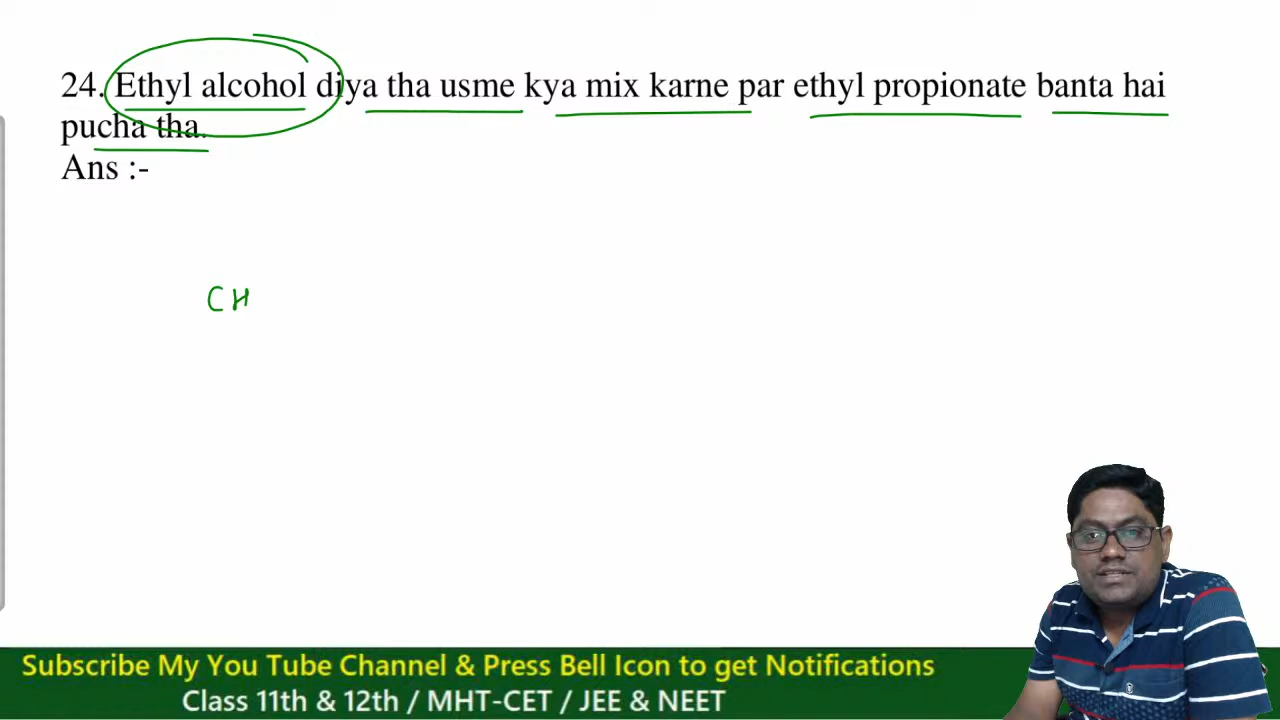 24. Ethyl alcohol diya tha usme kya mix karne par ethyl propionate banta hai
pucha tha.
Ans :-
CH
Subscribe My You Tube Channel & Press Bell Icon to get Notifications
Class 11th & 12th / MHT-CET / JEE & NEET